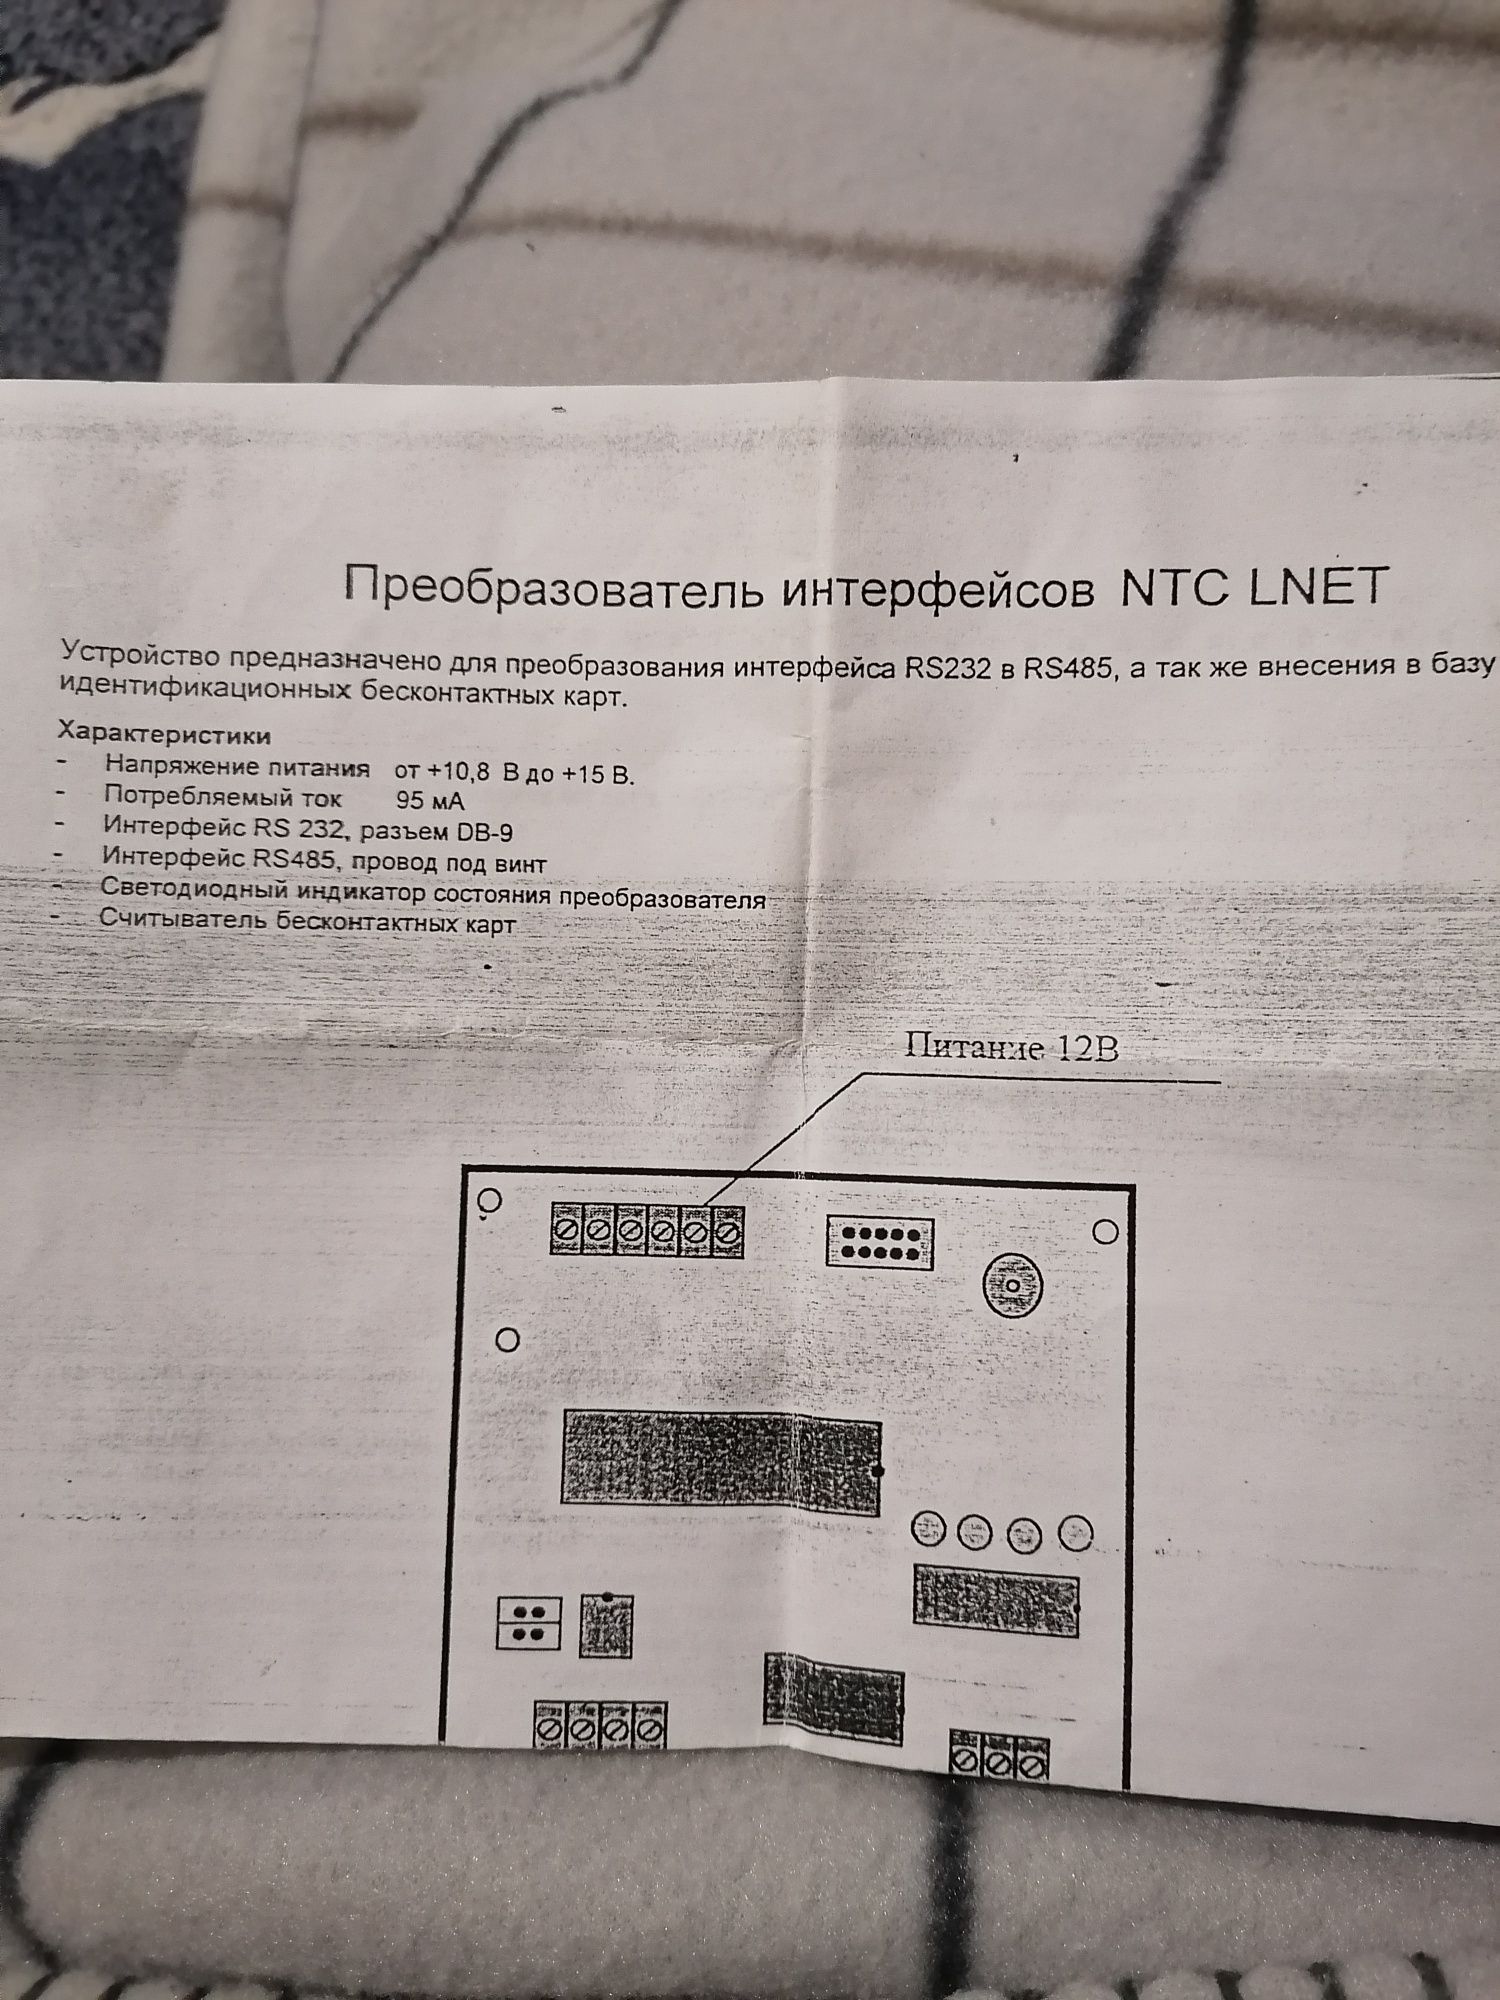 Преобразователь интерфейсов NTC LNET
Устройство предназначено для преобразования интерфейса RS232 в RS485, а так же внесения в базу
идентификационных бесконтактных карт.
Характеристики
- Напряжение питания от +10,8 В до +15 В.
- Потребляемый ток 95 мА
- Интерфейс RS 232, разъем DB-9
- Интерфейс RS485, провод под винт
- Светодиодный индикатор состояния преобразователя
- Считыватель бесконтактных карт
Питание 12В